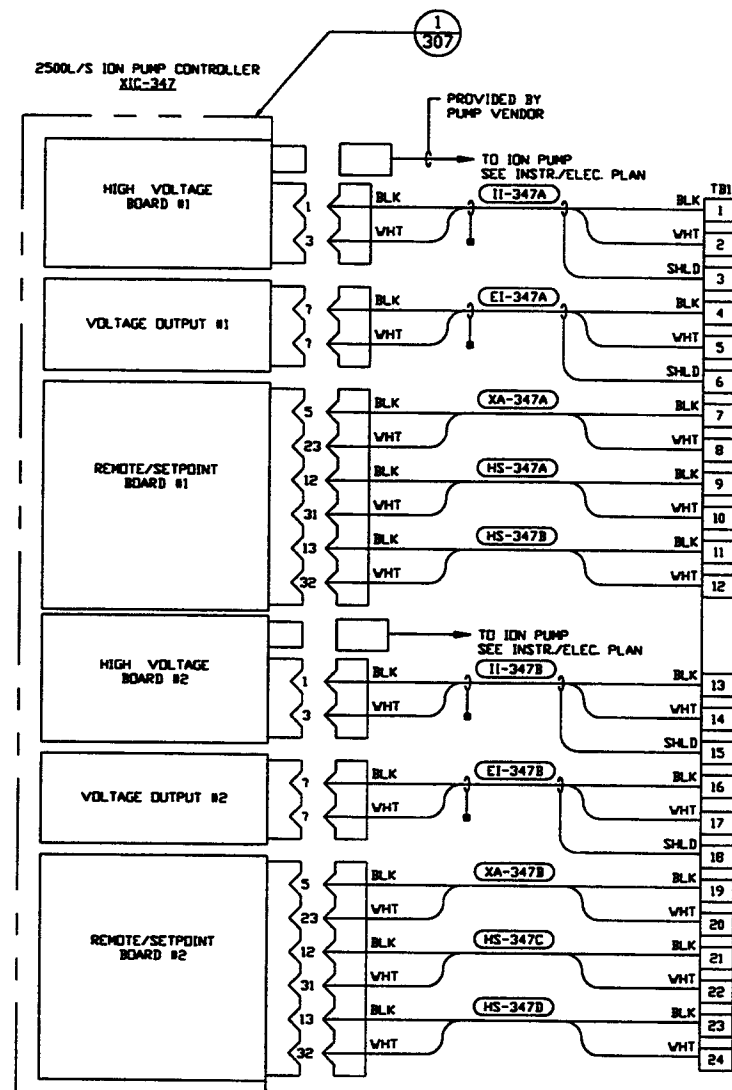 1
307
2500L/S ION PUMP CONTROLLER
XIC-347
PROVIDED BY
PUMP VENDOR
TO ION PUMP
SEE INSTR./ELEC. PLAN
HIGH VOLTAGE
BOARD #1
1 BLK II-347A BLK TB1 1
3 WHT WHT 2
SHLD 3
VOLTAGE OUTPUT #1
? BLK EI-347A BLK 4
? WHT WHT 5
SHLD 6
REMOTE/SETPOINT
BOARD #1
5 BLK XA-347A BLK 7
23 WHT WHT 8
12 BLK HS-347A BLK 9
31 WHT WHT 10
13 BLK HS-347B BLK 11
32 WHT WHT 12
TO ION PUMP
SEE INSTR./ELEC. PLAN
HIGH VOLTAGE
BOARD #2
1 BLK II-347B BLK 13
3 WHT WHT 14
SHLD 15
VOLTAGE OUTPUT #2
? BLK EI-347B BLK 16
? WHT WHT 17
SHLD 18
REMOTE/SETPOINT
BOARD #2
5 BLK XA-347B BLK 19
23 WHT WHT 20
12 BLK HS-347C BLK 21
31 WHT WHT 22
13 BLK HS-347D BLK 23
32 WHT WHT 24